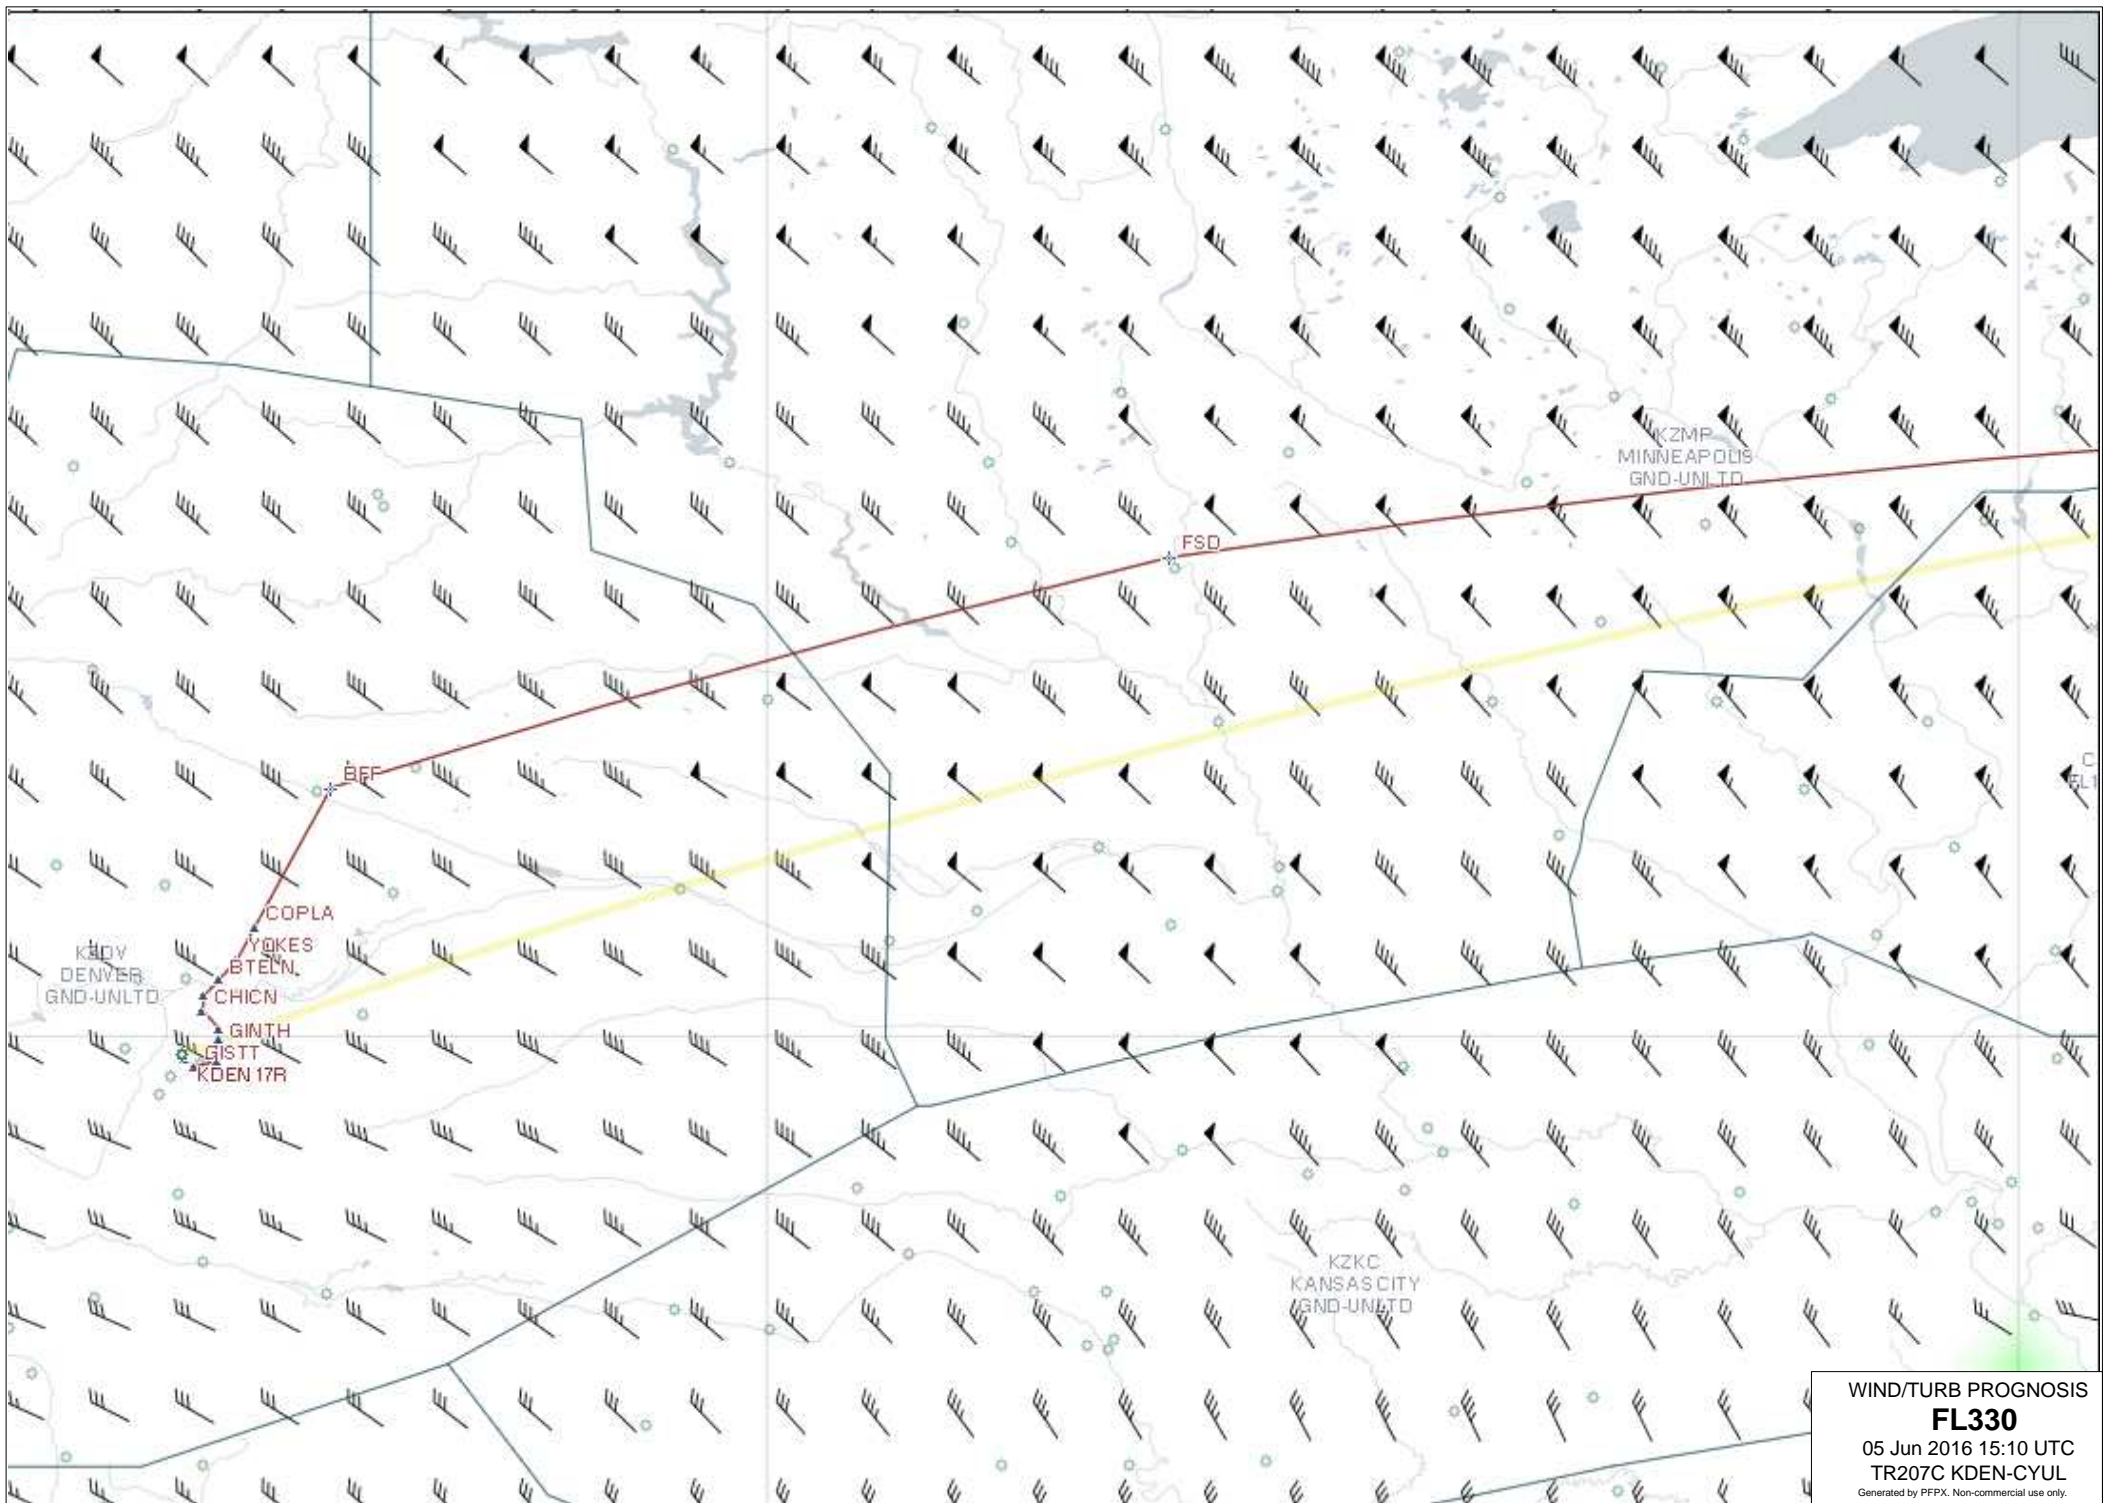 KZMP
MINNEAPOLIS
GND-UNLTD
FSD
BFF
COPLA
YOKES
BTELN
CHICN
GINTH
GISTT
KDEN 17R
KZDV
DENVER
GND-UNLTD
KZKC
KANSAS CITY
GND-UNLTD
WIND/TURB PROGNOSIS
FL330
05 Jun 2016 15:10 UTC
TR207C KDEN-CYUL
Generated by PFPX. Non-commercial use only.